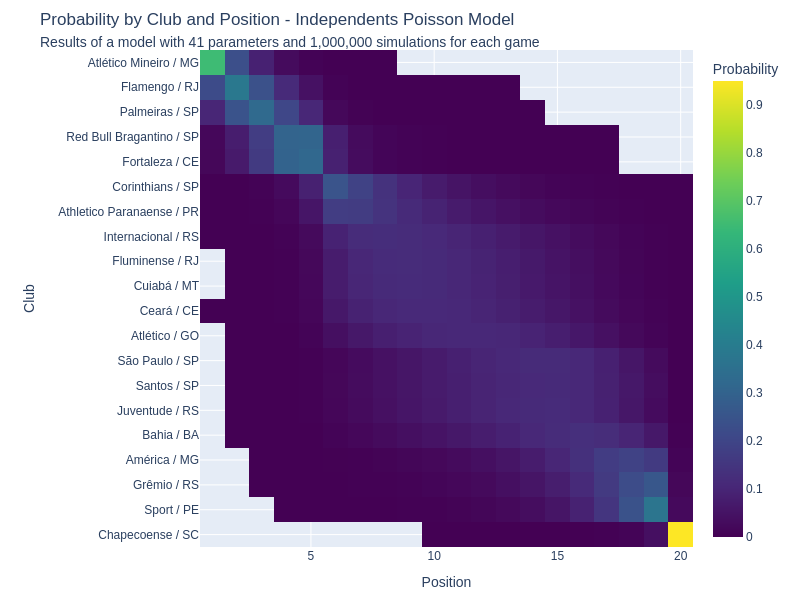 Probability by Club and Position - Independents Poisson Model
Results of a model with 41 parameters and 1,000,000 simulations for each game
Atlético Mineiro / MG
Flamengo / RJ
Palmeiras / SP
Red Bull Bragantino / SP
Fortaleza / CE
Corinthians / SP
Athletico Paranaense / PR
Internacional / RS
Fluminense / RJ
Cuiabá / MT
Ceará / CE
Atlético / GO
São Paulo / SP
Santos / SP
Juventude / RS
Bahia / BA
América / MG
Grêmio / RS
Sport / PE
Chapecoense / SC
Club
5
10
15
20
Position
Probability
0.9
0.8
0.7
0.6
0.5
0.4
0.3
0.2
0.1
0